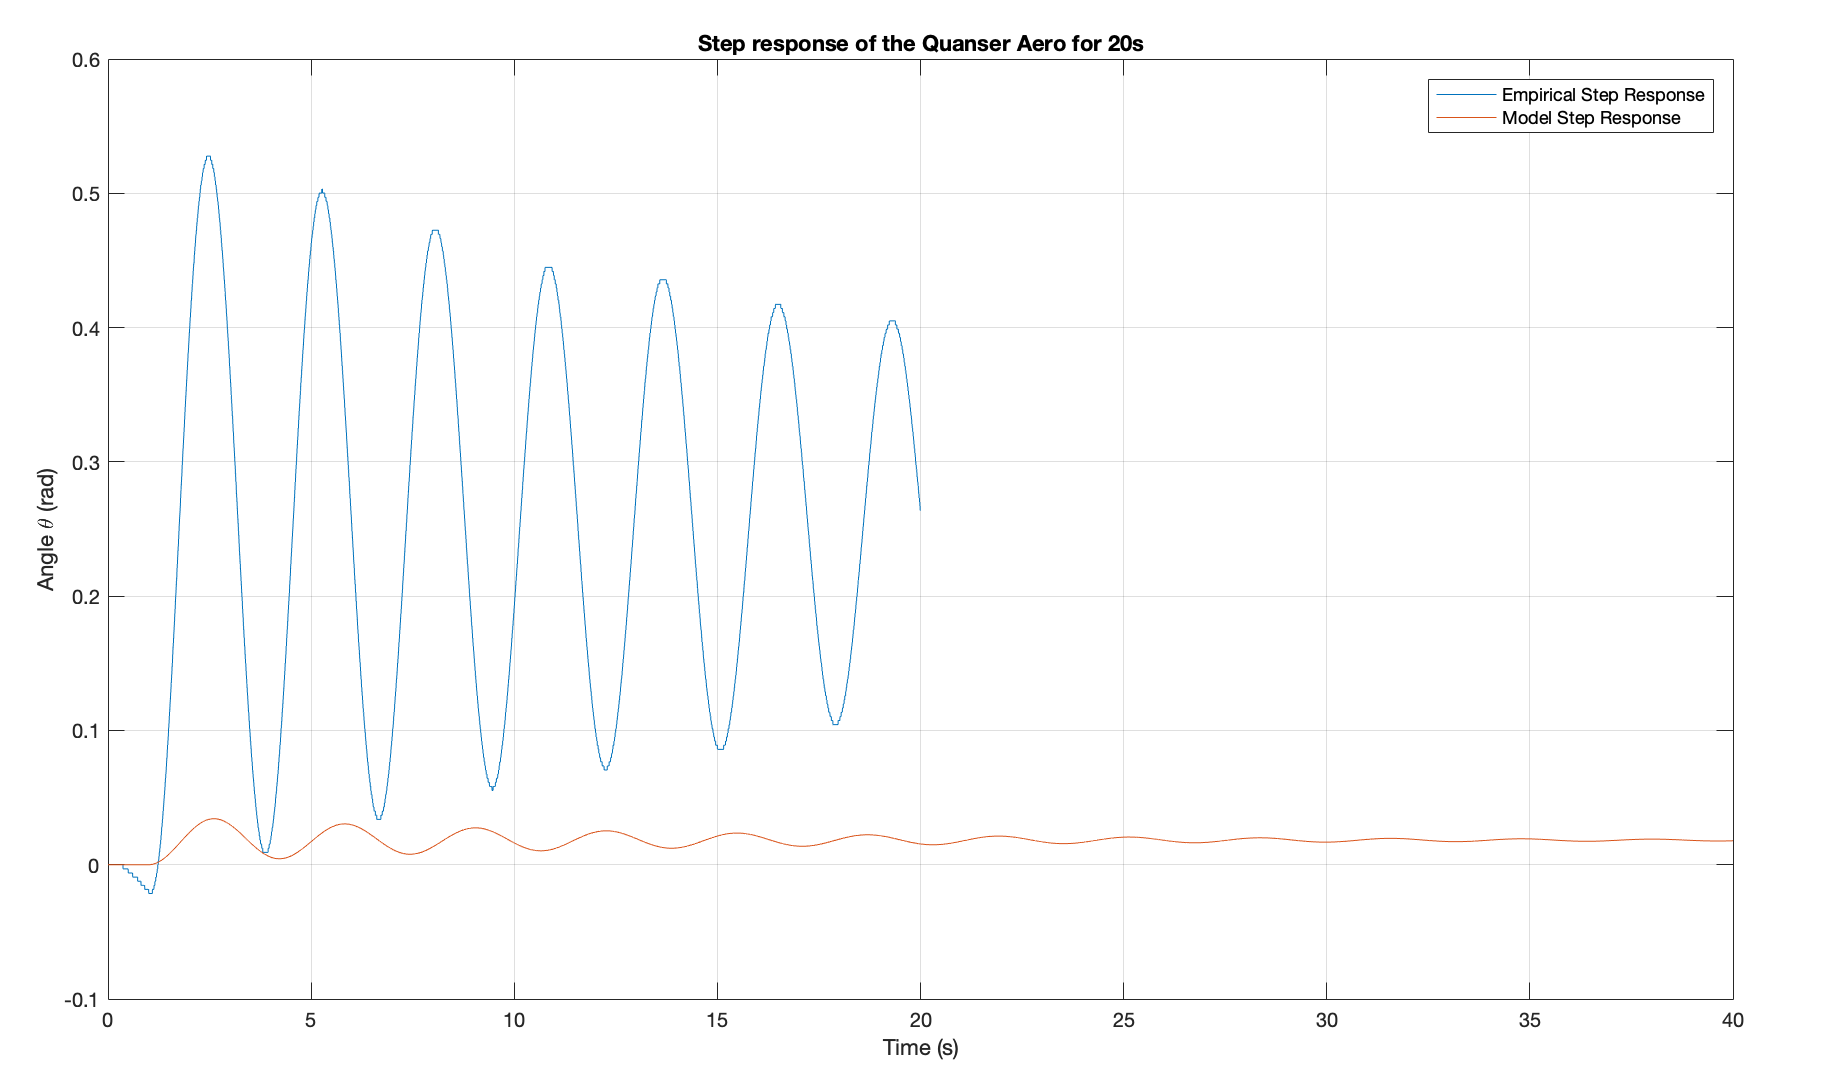 Step response of the Quanser Aero for 20s
Empirical Step Response
Model Step Response
0.6
0.5
0.4
0.3
0.2
0.1
0
-0.1
Angle θ (rad)
0 5 10 15 20 25 30 35 40
Time (s)